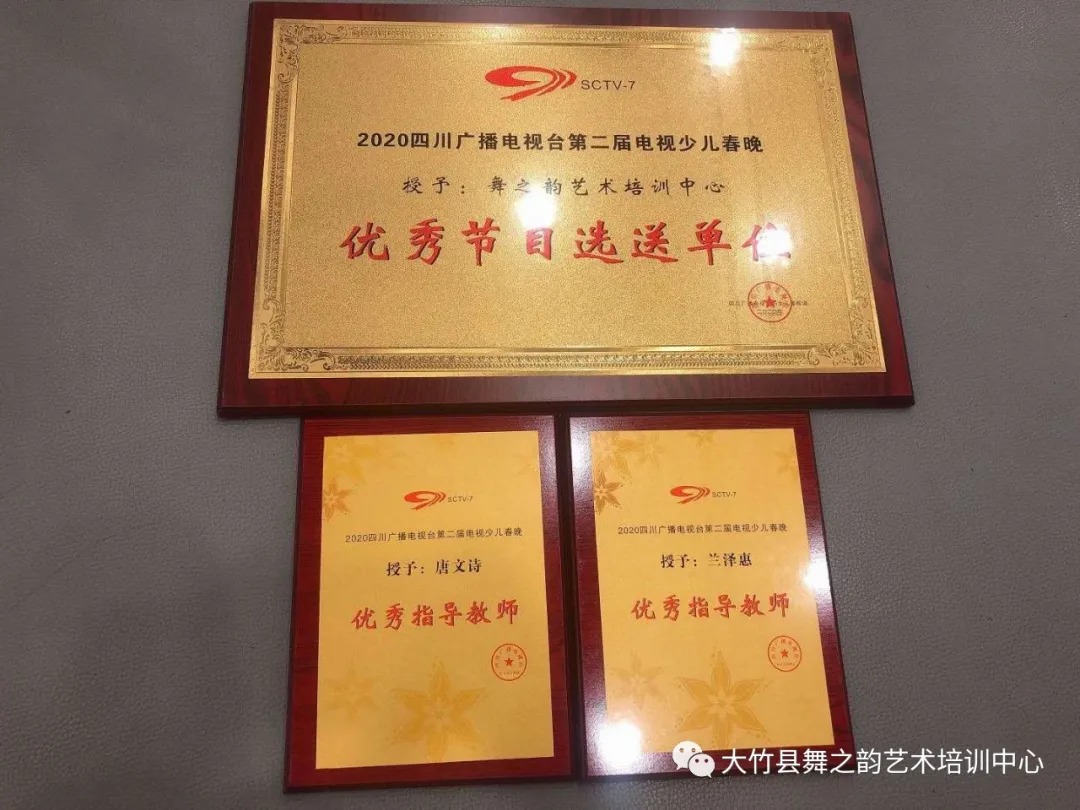 SCTV-7
2020四川广播电视台第二届电视少儿春晚
授予：舞之韵艺术培训中心
优秀节目选送单位
SCTV-7
2020四川广播电视台第二届电视少儿春晚
授予：唐文诗
优秀指导教师
SCTV-7
2020四川广播电视台第二届电视少儿春晚
授予：兰泽惠
优秀指导教师
大竹县舞之韵艺术培训中心